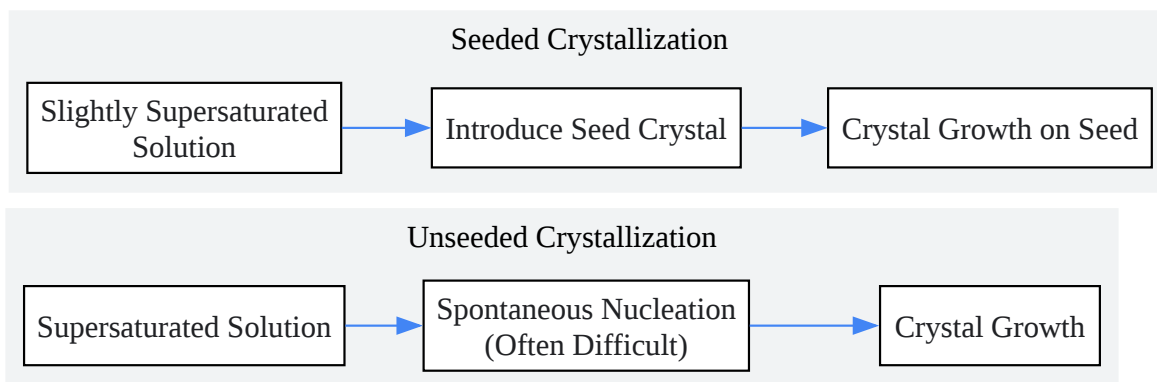 Seeded Crystallization
Slightly Supersaturated
Solution
Introduce Seed Crystal
Crystal Growth on Seed
Unseeded Crystallization
Supersaturated Solution
Spontaneous Nucleation
(Often Difficult)
Crystal Growth